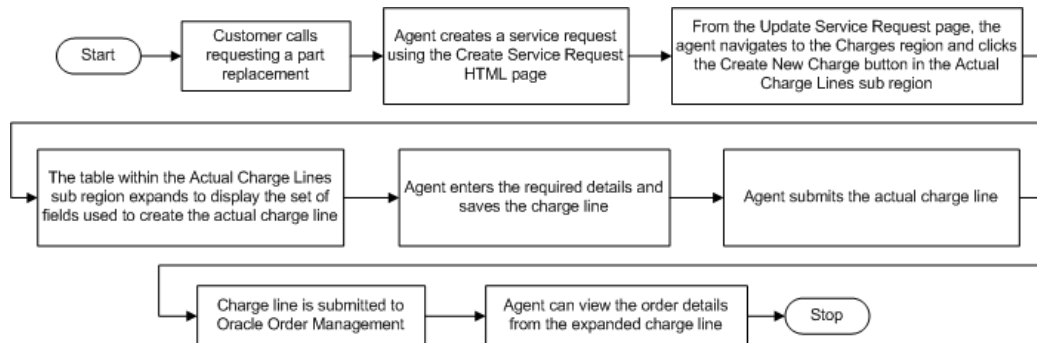 Start
Customer calls
requesting a part
replacement
Agent creates a service request
using the Create Service Request
HTML page
From the Update Service Request page, the
agent navigates to the Charges region and clicks
the Create New Charge button in the Actual
Charge Lines sub region
The table within the Actual Charge Lines
sub region expands to display the set of
fields used to create the actual charge line
Agent enters the required details and
saves the charge line
Agent submits the actual charge line
Charge line is submitted to
Oracle Order Management
Agent can view the order details
from the expanded charge line
Stop